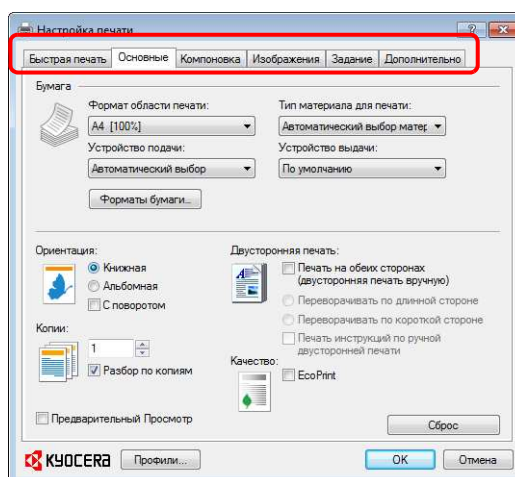 Настройка печати
Быстрая печать Основные Компоновка Изображения Задание Дополнительно
Бумага
Формат области печати: Тип материала для печати:
A4 [100%] Автоматический выбор матер
Устройство подачи: Устройство выдачи:
Автоматический выбор По умолчанию
Форматы бумаги...
Ориентация: Двусторонняя печать:
Книжная
Альбомная
С поворотом
Печать на обеих сторонах
(двусторонняя печать вручную)
Переворачивать по длинной стороне
Переворачивать по короткой стороне
Печать инструкций по ручной
двусторонней печати
Копии:
1
Разбор по копиям
Качество:
EcoPrint
Предварительный Просмотр
Сброс
KYOCERA Профили... OK Отмена